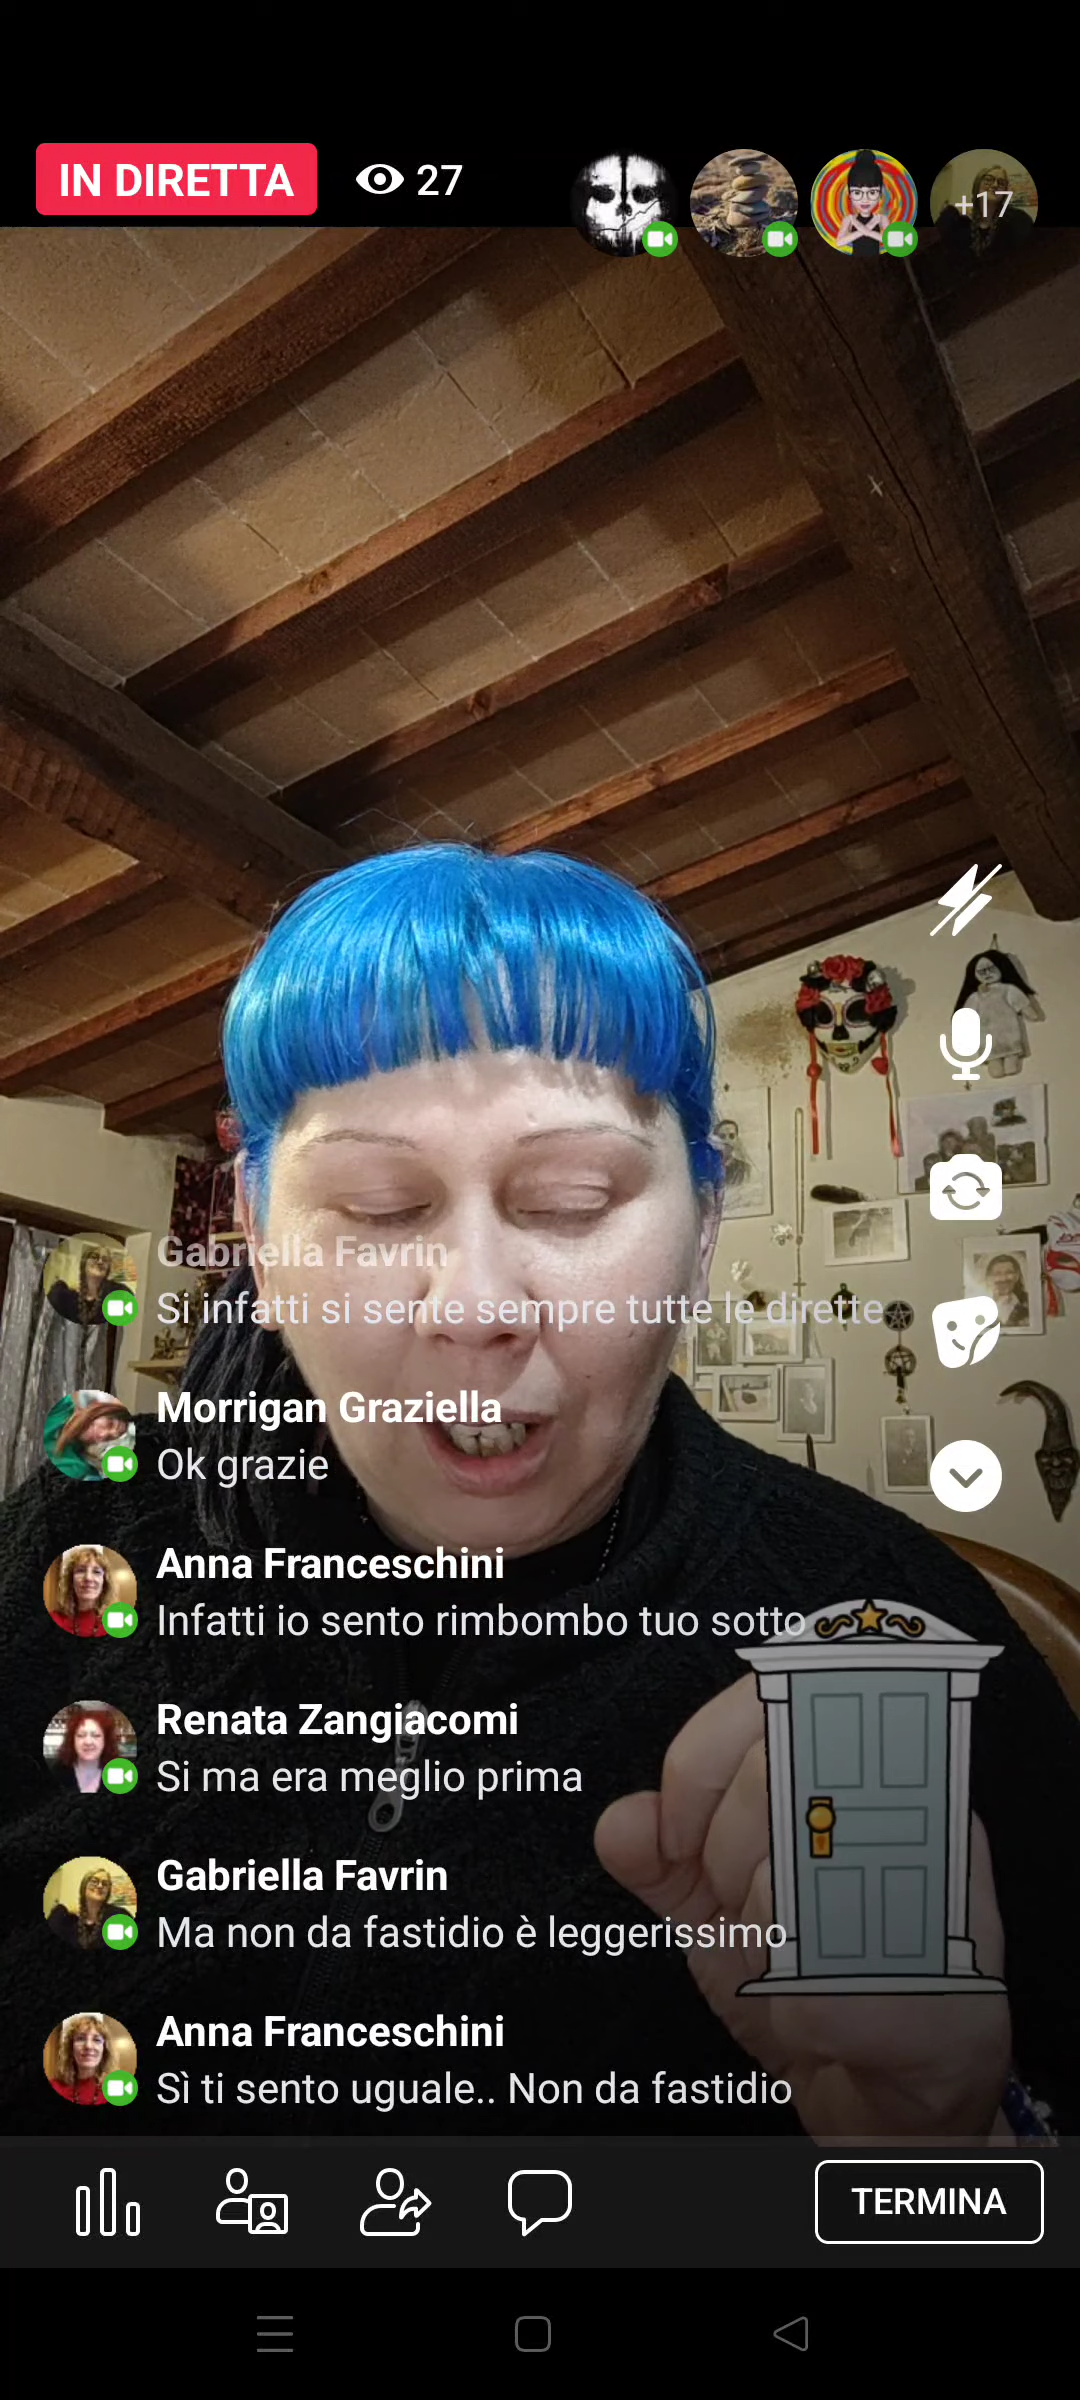 IN DIRETTA
27
+17
Gabriella Favrin
Si infatti si sente sempre tutte le dirette
Morrigan Graziella
Ok grazie
Anna Franceschini
Infatti io sento rimbombo tuo sotto
Renata Zangiacomi
Si ma era meglio prima
Gabriella Favrin
Ma non da fastidio è leggerissimo
Anna Franceschini
Sì ti sento uguale.. Non da fastidio
TERMINA